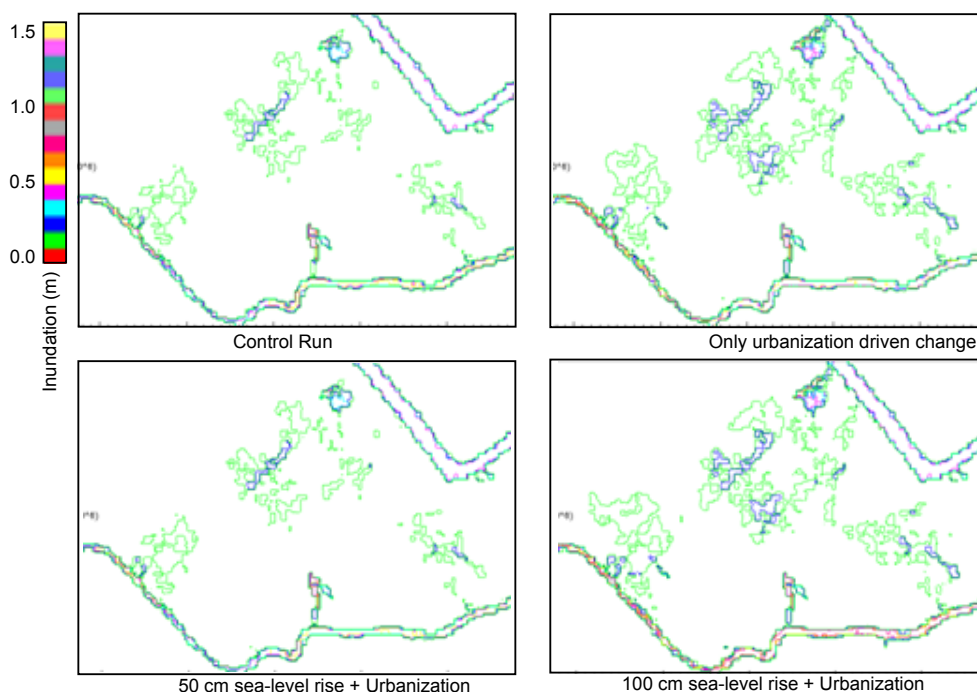 1.5
1.0
0.5
0.0
Inundation (m)
Control Run
Only urbanization driven change
50 cm sea-level rise + Urbanization
100 cm sea-level rise + Urbanization